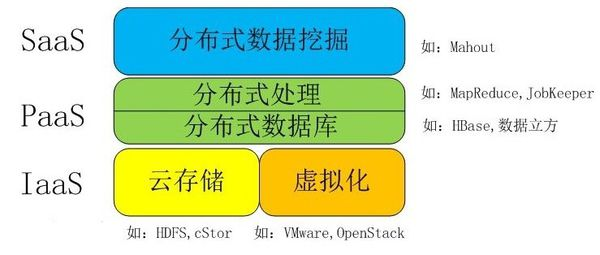 SaaS 分布式数据挖掘 如：Mahout
分布式处理 如：MapReduce,JobKeeper
PaaS
分布式数据库 如：HBase,数据立方
IaaS 云存储 虚拟化
如：HDFS,cStor 如：VMware,OpenStack